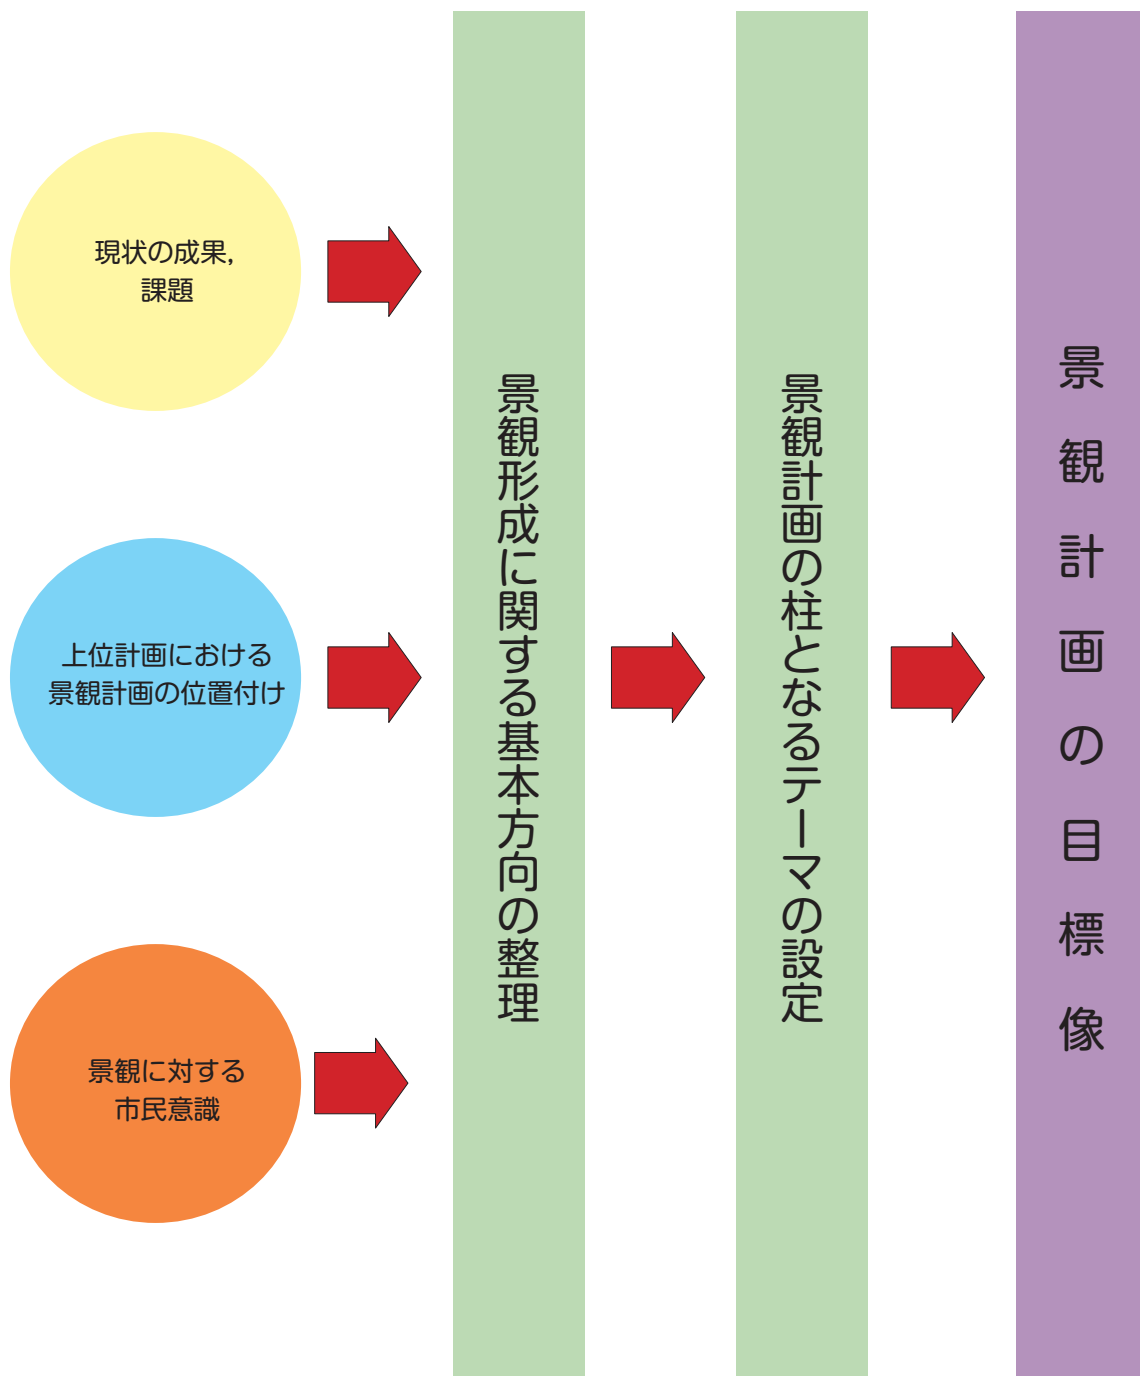 現状の成果,
課題
上位計画における
景観計画の位置付け
景観に対する
市民意識
景観形成に関する基本方向の整理
景観計画の柱となるテーマの設定
景観計画の目標像